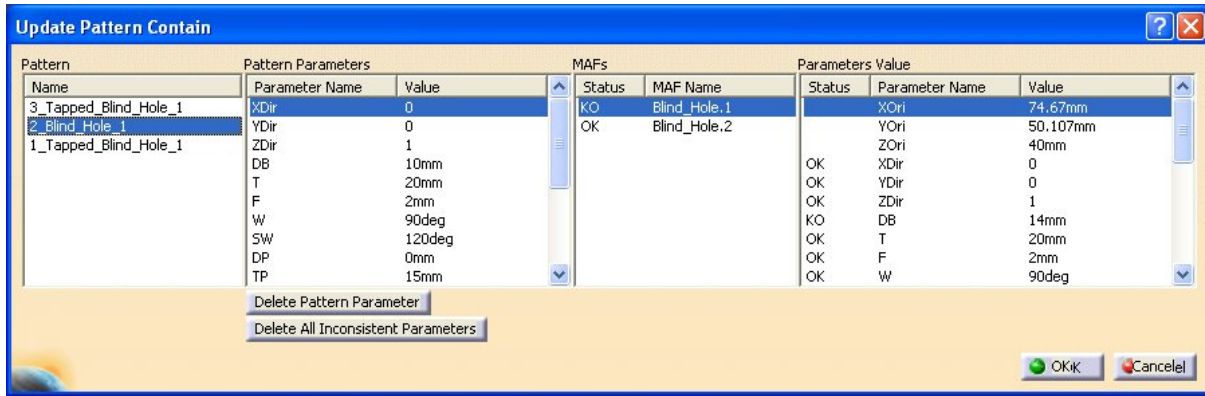 Update Pattern Contain
Pattern Pattern Parameters MAFs Parameters Value
Name Parameter Name Value Status MAF Name Status Parameter Name Value
3_Tapped_Blind_Hole_1 XDir 0 KO Blind_Hole.1 XOri 74.67mm
2_Blind_Hole_1 YDir 0 OK Blind_Hole.2 YOri 50.107mm
1_Tapped_Blind_Hole_1 ZDir 1 ZOri 40mm
DB 10mm OK XDir 0
T 20mm OK YDir 0
F 2mm OK ZDir 1
W 90deg KO DB 14mm
SW 120deg OK T 20mm
DP 0mm OK F 2mm
TP 15mm OK W 90deg
Delete Pattern Parameter
Delete All Inconsistent Parameters
OKK Cancelel